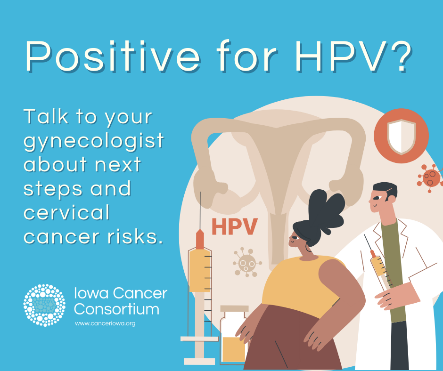 Positive for HPV?
Talk to your
gynecologist
about next
steps and
cervical
cancer risks.
HPV
Iowa Cancer
Consortium
www.canceriowa.org